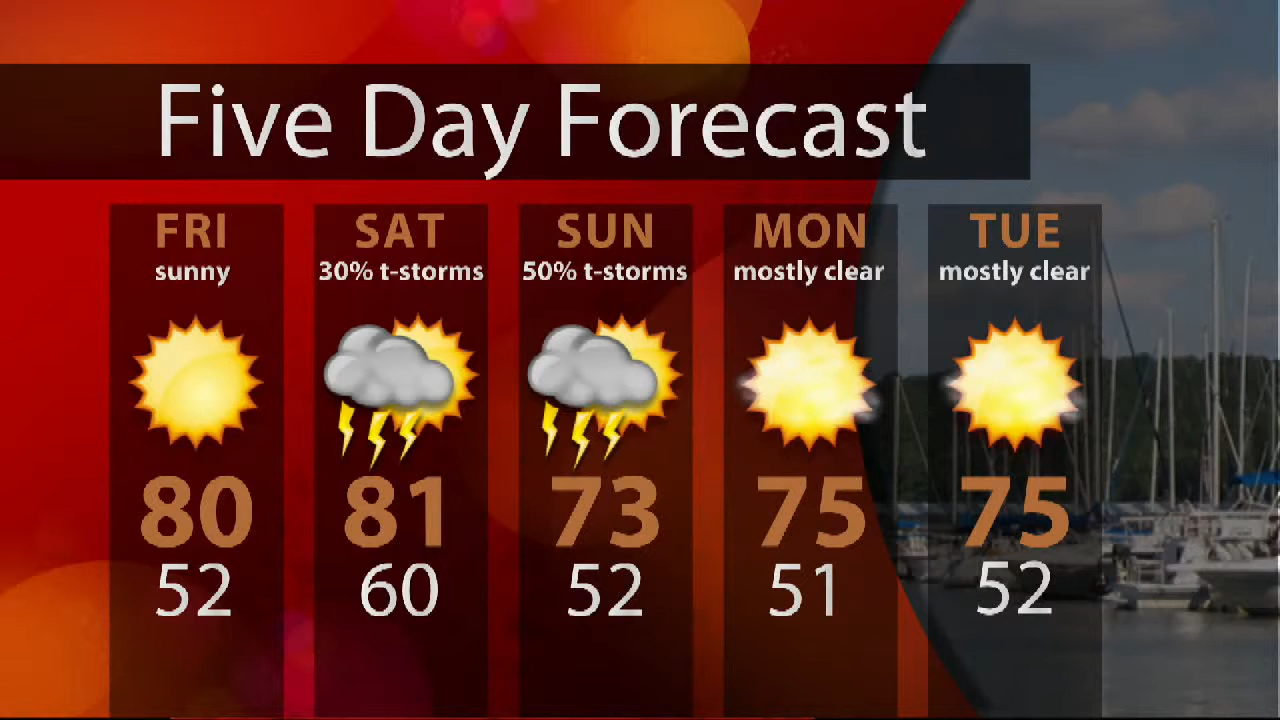 Five Day Forecast
FRI
sunny
80
52
SAT
30% t-storms
81
60
SUN
50% t-storms
73
52
MON
mostly clear
75
51
TUE
mostly clear
75
52